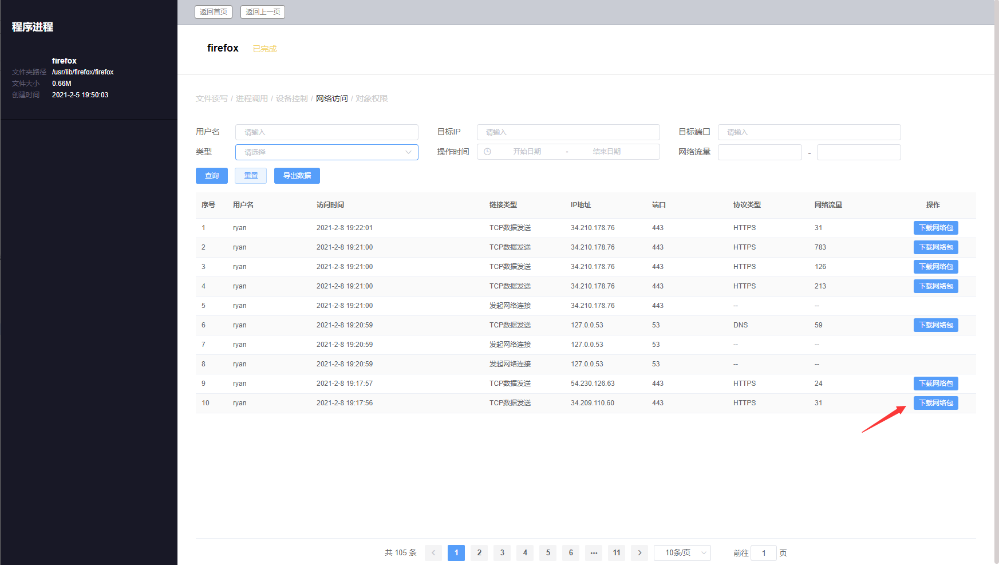 返回首页 返回上一页
程序进程
firefox
文件夹路径 /usr/lib/firefox/firefox
文件大小 0.66M
创建时间 2021-2-5 19:50:03
firefox 已完成
文件读写 / 进程调用 / 设备控制 / 网络访问 / 对象权限
用户名 请输入 目标IP 请输入 目标端口 请输入
类型 请选择 操作时间 开始日期 - 结束日期 网络流量 -
查询 重置 导出数据
序号 用户名 访问时间 链接类型 IP地址 端口 协议类型 网络流量 操作
1 ryan 2021-2-8 19:22:01 TCP数据发送 34.210.178.76 443 HTTPS 31 下载网络包
2 ryan 2021-2-8 19:21:00 TCP数据发送 34.210.178.76 443 HTTPS 783 下载网络包
3 ryan 2021-2-8 19:21:00 TCP数据发送 34.210.178.76 443 HTTPS 126 下载网络包
4 ryan 2021-2-8 19:21:00 TCP数据发送 34.210.178.76 443 HTTPS 213 下载网络包
5 ryan 2021-2-8 19:21:00 发起网络连接 34.210.178.76 443 -- --
6 ryan 2021-2-8 19:20:59 TCP数据发送 127.0.0.53 53 DNS 59 下载网络包
7 ryan 2021-2-8 19:20:59 发起网络连接 127.0.0.53 53 -- --
8 ryan 2021-2-8 19:20:59 发起网络连接 127.0.0.53 53 -- --
9 ryan 2021-2-8 19:17:57 TCP数据发送 54.230.126.63 443 HTTPS 24 下载网络包
10 ryan 2021-2-8 19:17:56 TCP数据发送 34.209.110.60 443 HTTPS 31 下载网络包
共 105 条 < 1 2 3 4 5 6 ••• 11 > 10条/页 前往 1 页